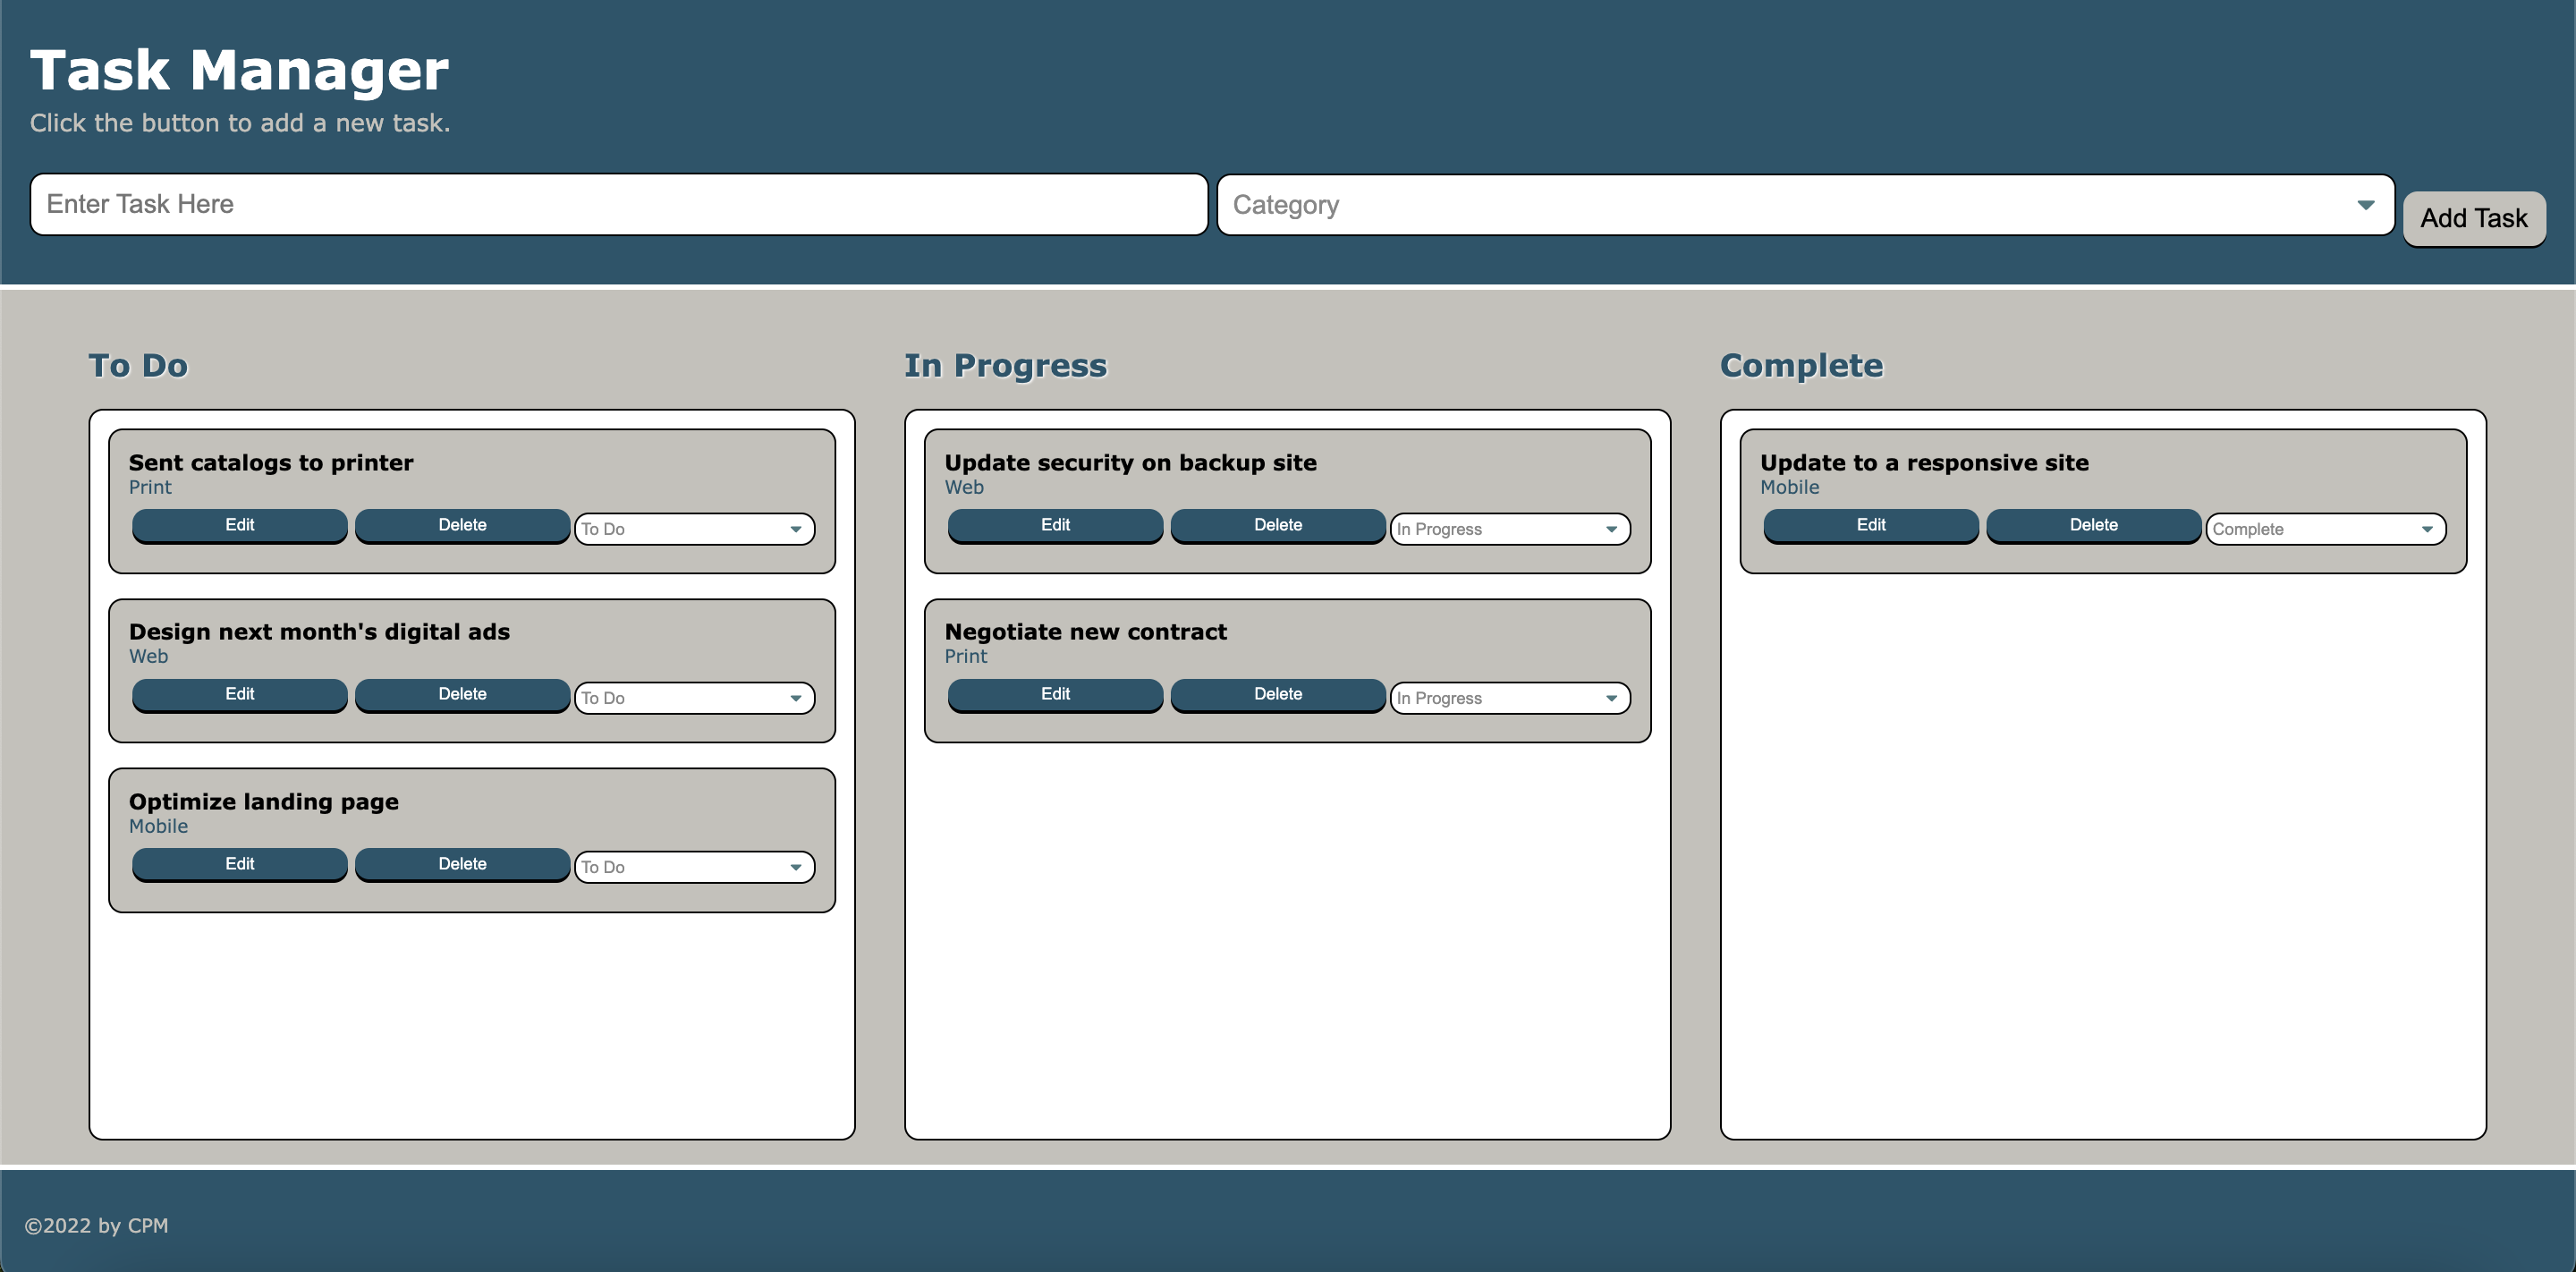 Task Manager
Click the button to add a new task.
Enter Task Here
Category
Add Task
To Do
Sent catalogs to printer
Print
Edit Delete To Do
Design next month's digital ads
Web
Edit Delete To Do
Optimize landing page
Mobile
Edit Delete To Do
In Progress
Update security on backup site
Web
Edit Delete In Progress
Negotiate new contract
Print
Edit Delete In Progress
Complete
Update to a responsive site
Mobile
Edit Delete Complete
©2022 by CPM